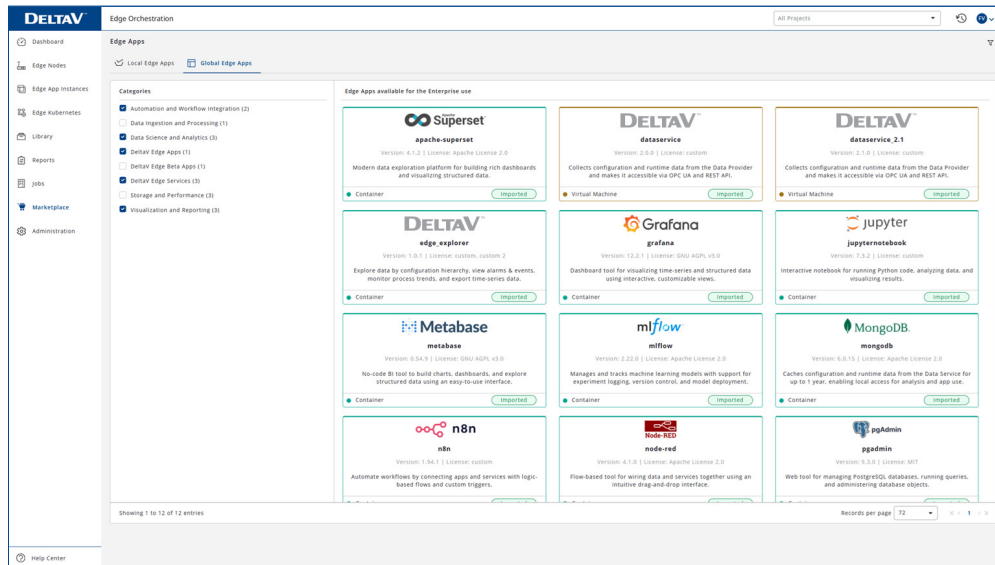 DELTAV
Edge Orchestration
All Projects
FV
Dashboard
Edge Nodes
Edge App Instances
Edge Kubernetes
Library
Reports
Jobs
Marketplace
Administration
Help Center
Edge Apps
Local Edge Apps
Global Edge Apps
Categories
Automation and Workflow Integration (2)
Data Ingestion and Processing (1)
Data Science and Analytics (3)
DeltaV Edge Apps (1)
DeltaV Edge Beta Apps (1)
DeltaV Edge Services (3)
Storage and Performance (3)
Visualization and Reporting (3)
Edge Apps available for the Enterprise use
Superset
apache-superset
Version: 4.1.2 | License: Apache License 2.0
Modern data exploration platform for building rich dashboards
and visualizing structured data.
Container
Imported
DELTAV
dataservice
Version: 2.0.0 | License: custom
Collects configuration and runtime data from the Data Provider
and makes it accessible via OPC UA and REST API.
Virtual Machine
Imported
DELTAV
dataservice_2.1
Version: 2.1.0 | License: custom
Collects configuration and runtime data from the Data Provider
and makes it accessible via OPC UA and REST API.
Virtual Machine
Imported
DELTAV
edge_explorer
Version: 1.0.1 | License: custom, custom 2
Explore data by configuration hierarchy, view alarms & events,
monitor process trends, and export time-series data.
Container
Imported
Grafana
grafana
Version: 12.2.1 | License: GNU AGPL v3.0
Dashboard tool for visualizing time-series and structured data
using interactive, customizable views.
Container
Imported
jupyter
jupyternotebook
Version: 7.3.2 | License: custom
Interactive notebook for running Python code, analyzing data, and
visualizing results.
Container
Imported
Metabase
metabase
Version: 0.54.9 | License: GNU AGPL v3.0
No-code BI tool to build charts, dashboards, and explore
structured data using an easy-to-use interface.
Container
Imported
mlflow
mlflow
Version: 2.22.0 | License: Apache License 2.0
Manages and tracks machine learning models with support for
experiment logging, version control, and model deployment.
Container
Imported
MongoDB.
mongodb
Version: 6.0.15 | License: Apache License 2.0
Caches configuration and runtime data from the Data Service for
up to 1 year, enabling local access for analysis and app use.
Container
Imported
n8n
n8n
Version: 1.94.1 | License: custom
Automate workflows by connecting apps and services with logic-
based flows and custom triggers.
Node-RED
node-red
Version: 4.1.0 | License: Apache License 2.0
Flow-based tool for wiring data and services together using an
intuitive drag-and-drop interface.
pgAdmin
pgadmin
Version: 9.3.0 | License: MIT
Web tool for managing PostgreSQL databases, running queries,
and administering database objects.
Showing 1 to 12 of 12 entries
Records per page
72
1